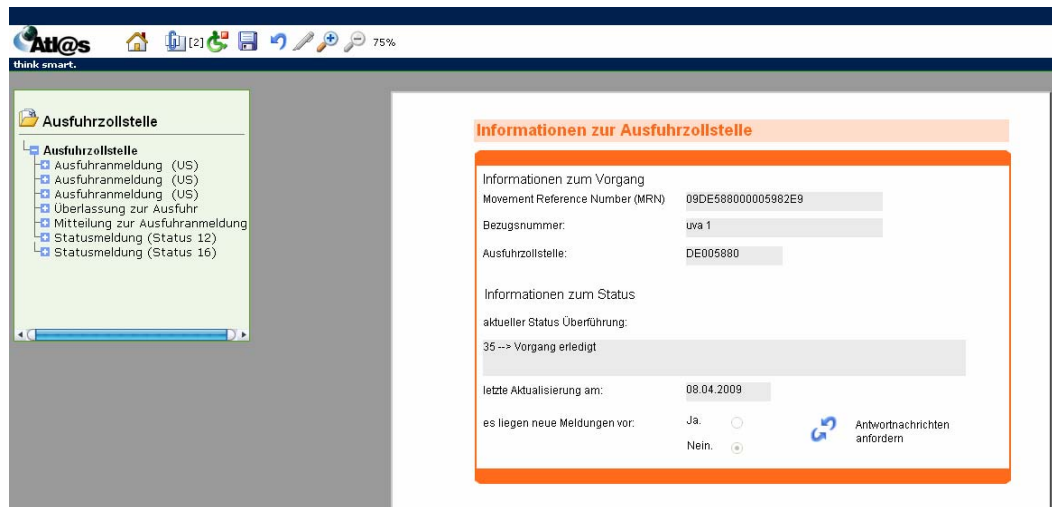 Atl@s
[2]
75%
think smart.
Ausfuhrzollstelle
Ausfuhrzollstelle
Ausfuhranmeldung (US)
Ausfuhranmeldung (US)
Ausfuhranmeldung (US)
Überlassung zur Ausfuhr
Mitteilung zur Ausfuhranmeldung
Statusmeldung (Status 12)
Statusmeldung (Status 16)
Informationen zur Ausfuhrzollstelle
Informationen zum Vorgang
Movement Reference Number (MRN) 09DE588000005982E9
Bezugsnummer: uva 1
Ausfuhrzollstelle: DE005880
Informationen zum Status
aktueller Status Überführung:
35 --> Vorgang erledigt
letzte Aktualisierung am: 08.04.2009
es liegen neue Meldungen vor: Ja.
Nein.
Antwortnachrichten
anfordern